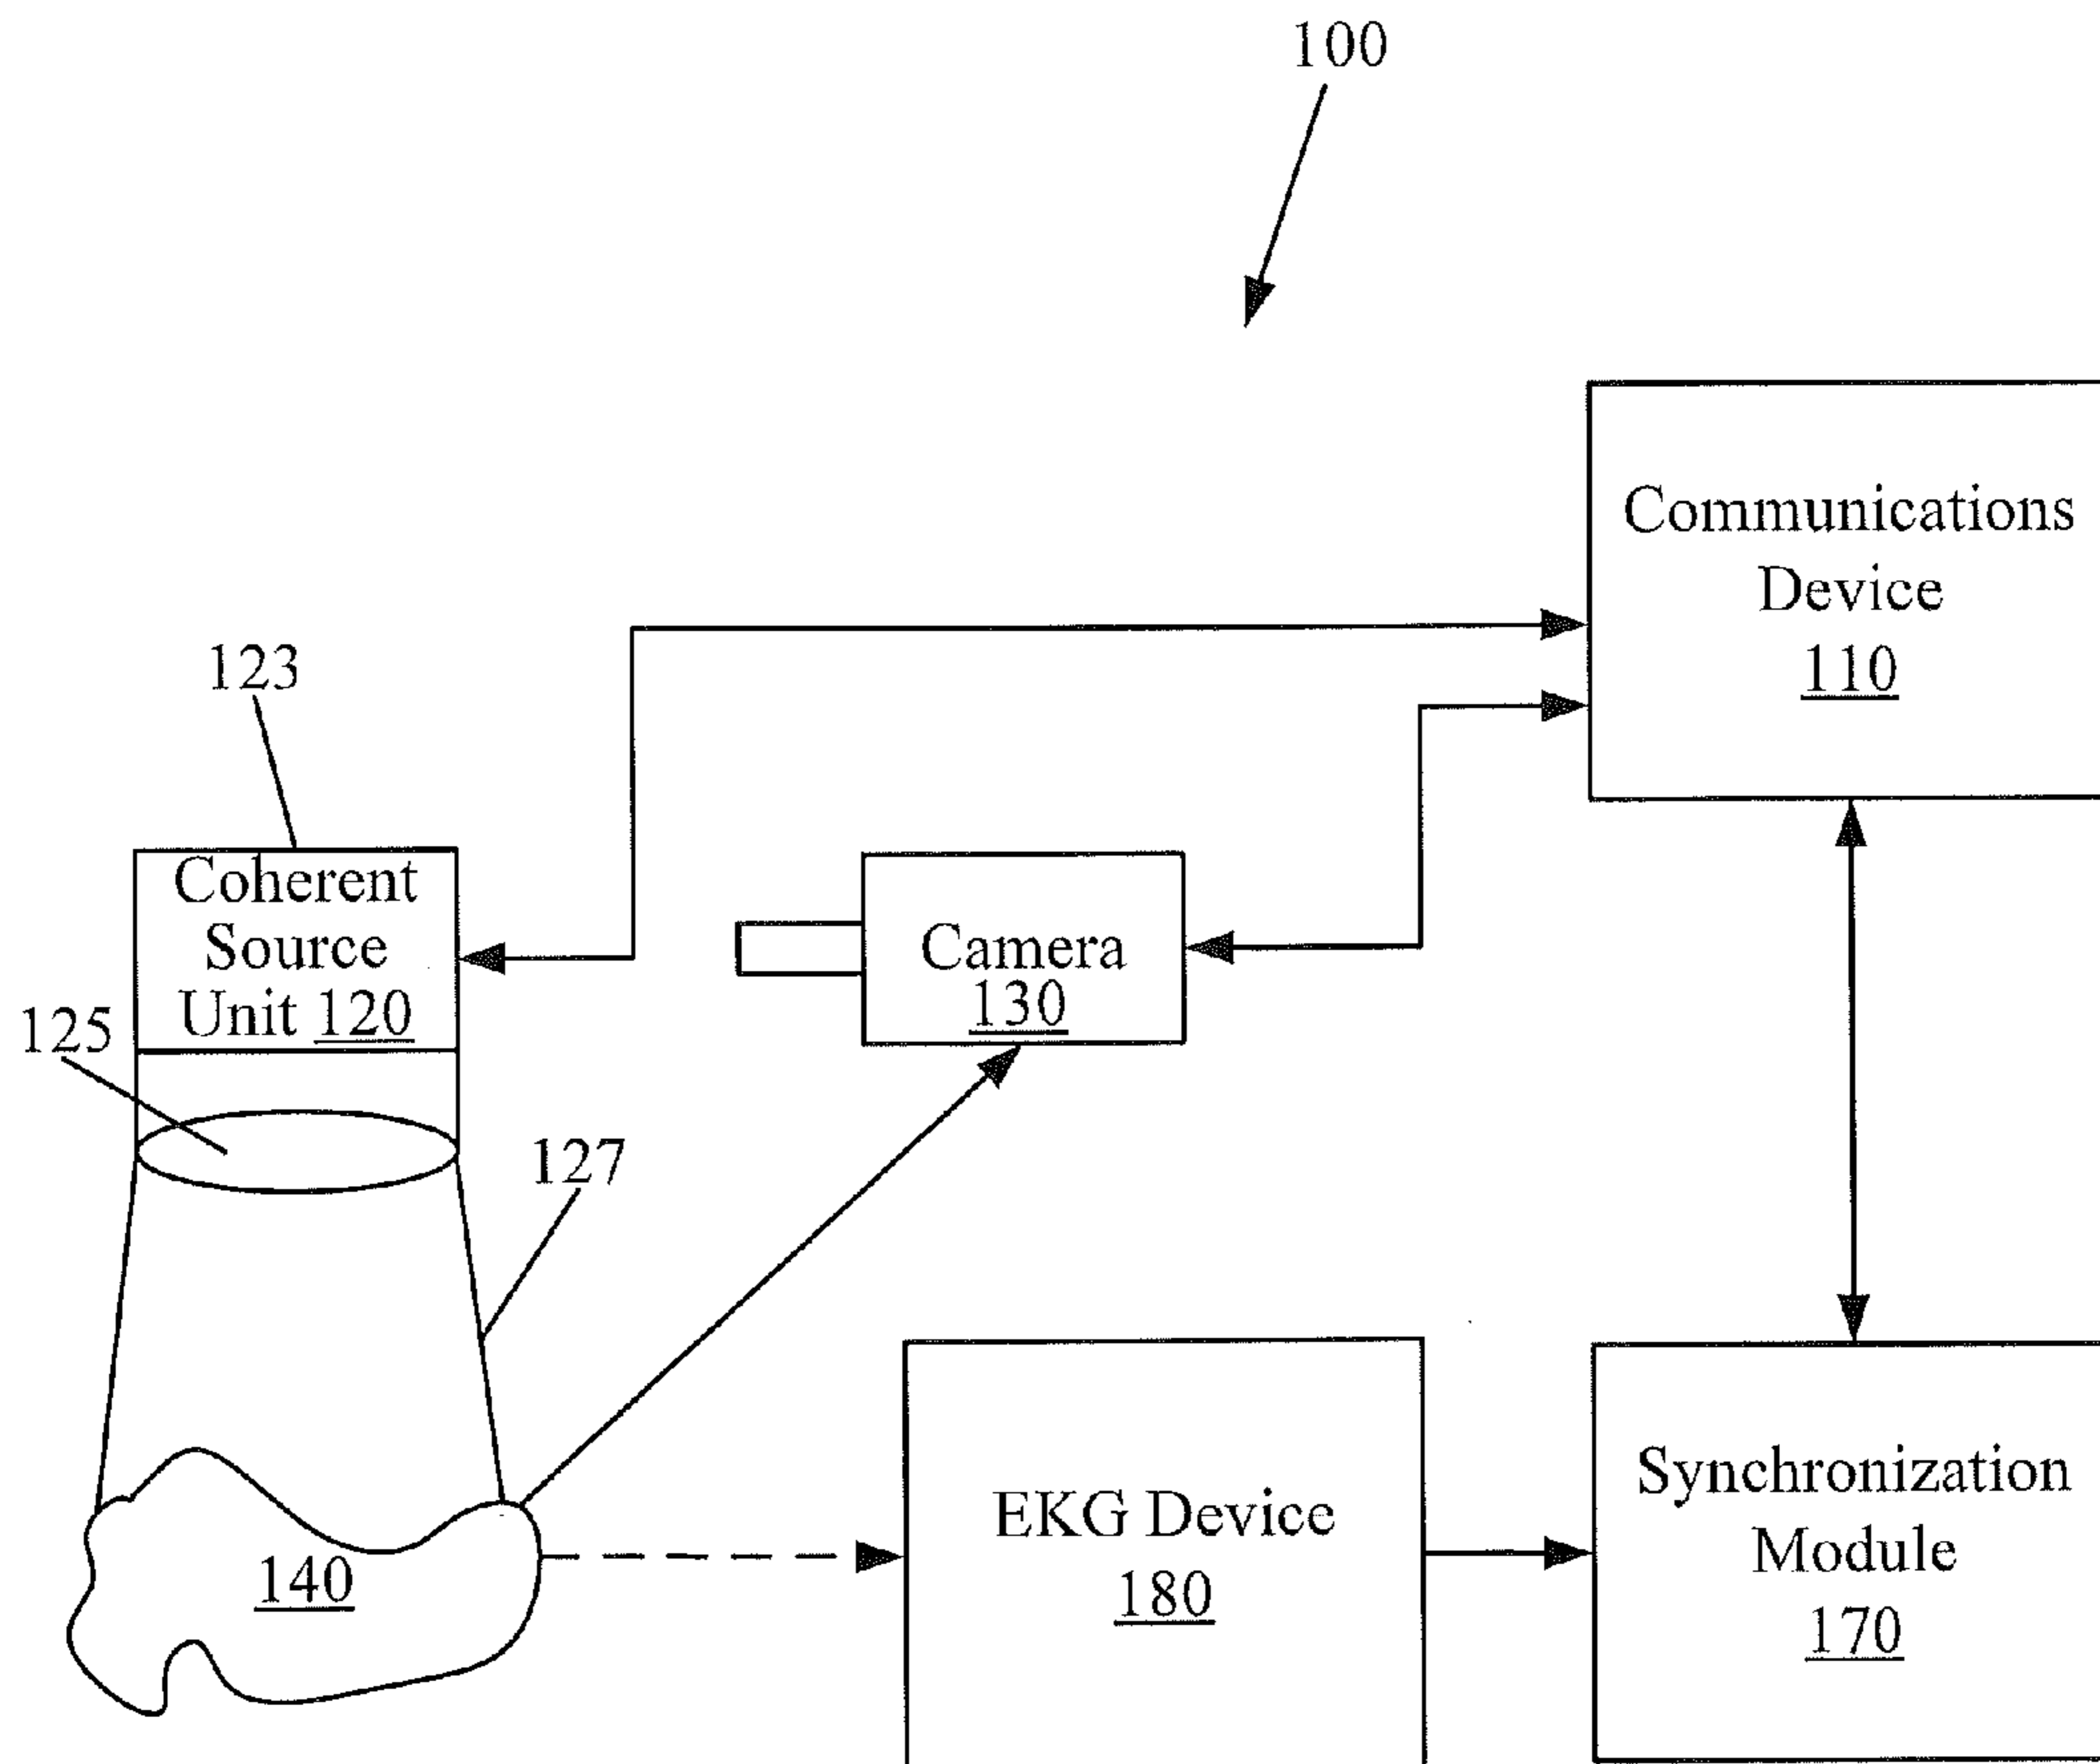 100
Communications
Device
110
123
Coherent
Source
Unit 120
125
Camera
130
127
EKG Device
180
Synchronization
Module
170
140